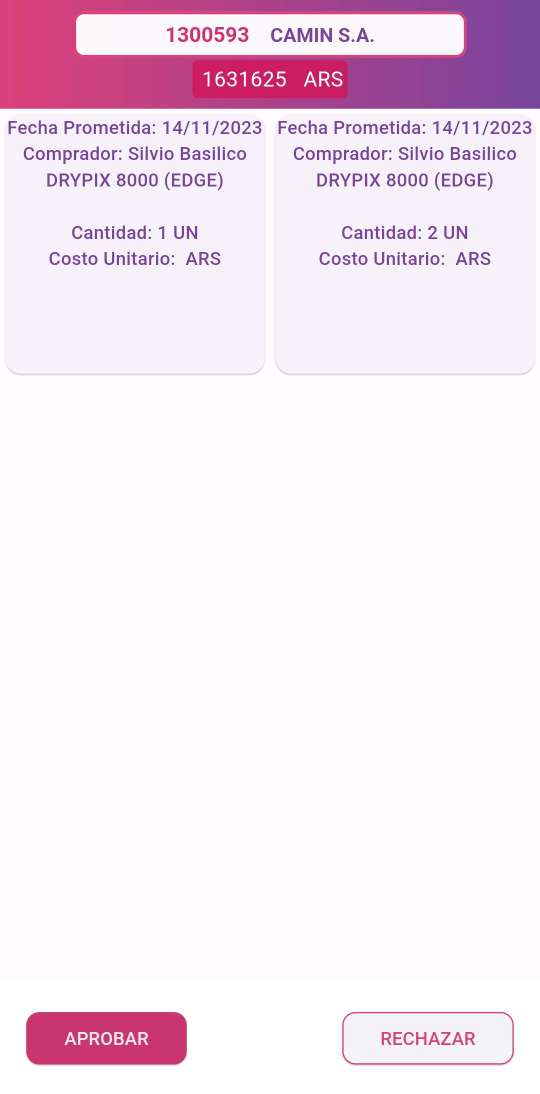 1300593 CAMIN S.A.
1631625 ARS
Fecha Prometida: 14/11/2023
Comprador: Silvio Basilico
DRYPIX 8000 (EDGE)
Cantidad: 1 UN
Costo Unitario: ARS
Fecha Prometida: 14/11/2023
Comprador: Silvio Basilico
DRYPIX 8000 (EDGE)
Cantidad: 2 UN
Costo Unitario: ARS
APROBAR
RECHAZAR